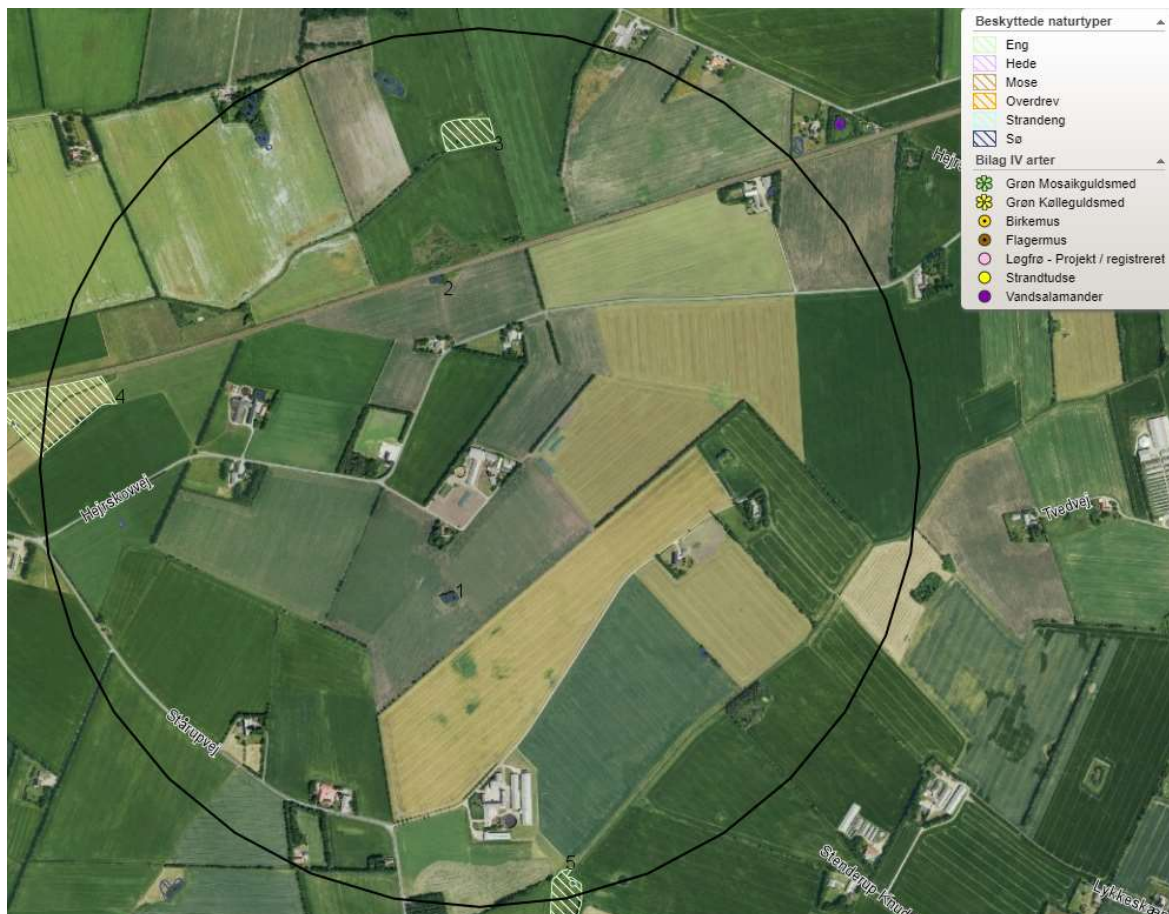 Beskyttede naturtyper
Eng
Hede
Mose
Overdrev
Strandeng
Sø
Bilag IV arter
Grøn Mosaikguldsmed
Grøn Kølleguldsmed
Birkemus
Flagermus
Løgfrø - Projekt / registreret
Strandtudse
Vandsalamander
3
2
4
Hejrskovvej
Tvedvej
1
Stårupvej
5